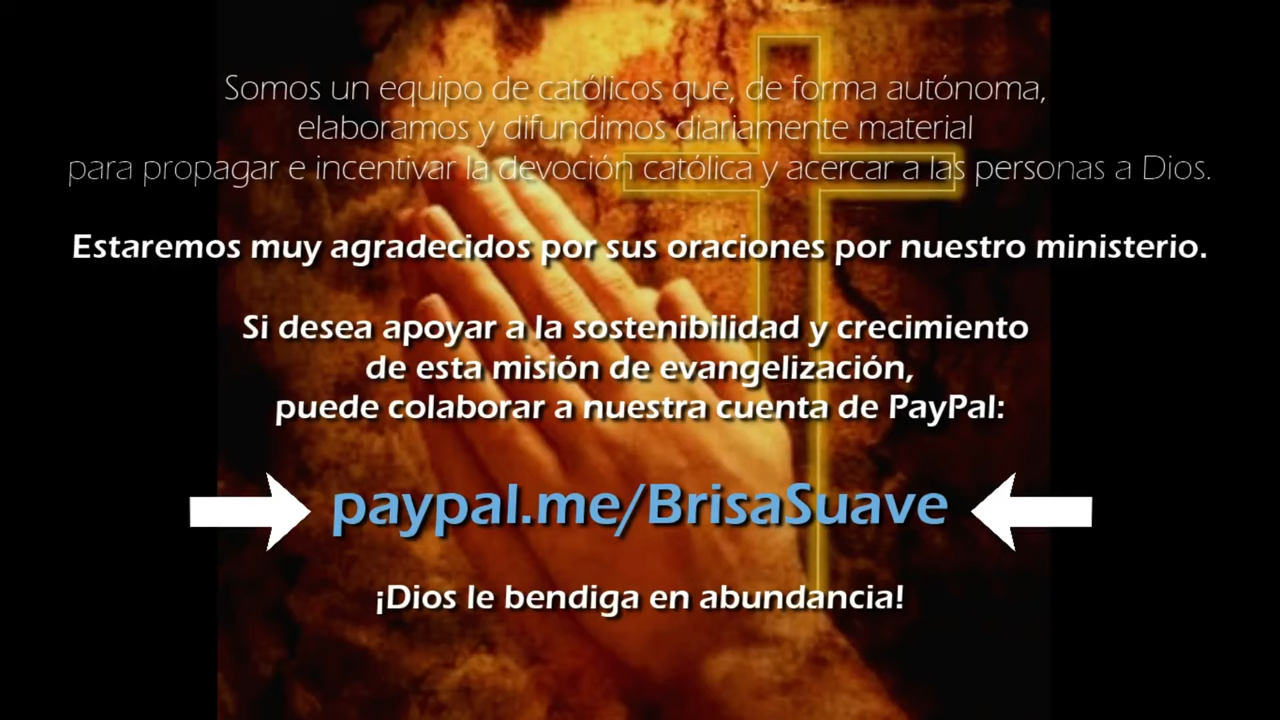 Somos un equipo de católicos que, de forma autónoma,
elaboramos y difundimos diariamente material
para propagar e incentivar la devoción católica y acercar a las personas a Dios.
Estaremos muy agradecidos por sus oraciones por nuestro ministerio.
Si desea apoyar a la sostenibilidad y crecimiento
de esta misión de evangelización,
puede colaborar a nuestra cuenta de PayPal:
paypal.me/BrisaSuave
¡Dios le bendiga en abundancia!